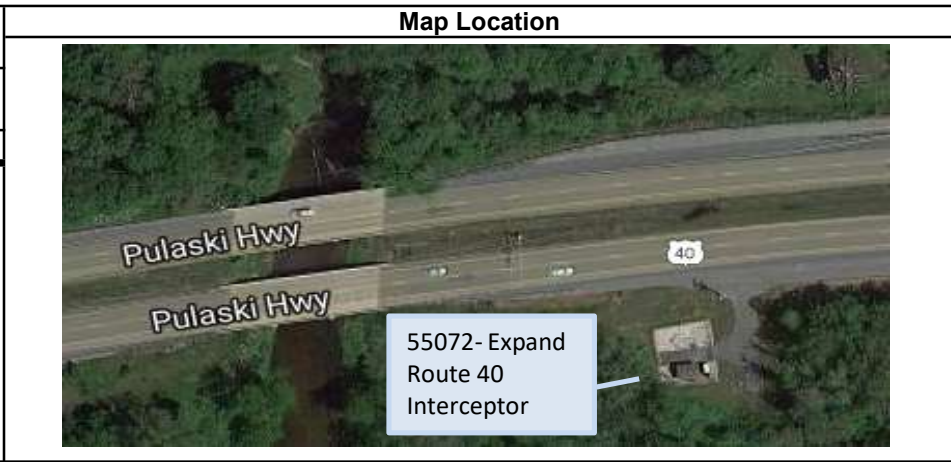 Map Location
Pulaski Hwy
40
Pulaski Hwy
55072- Expand
Route 40
Interceptor